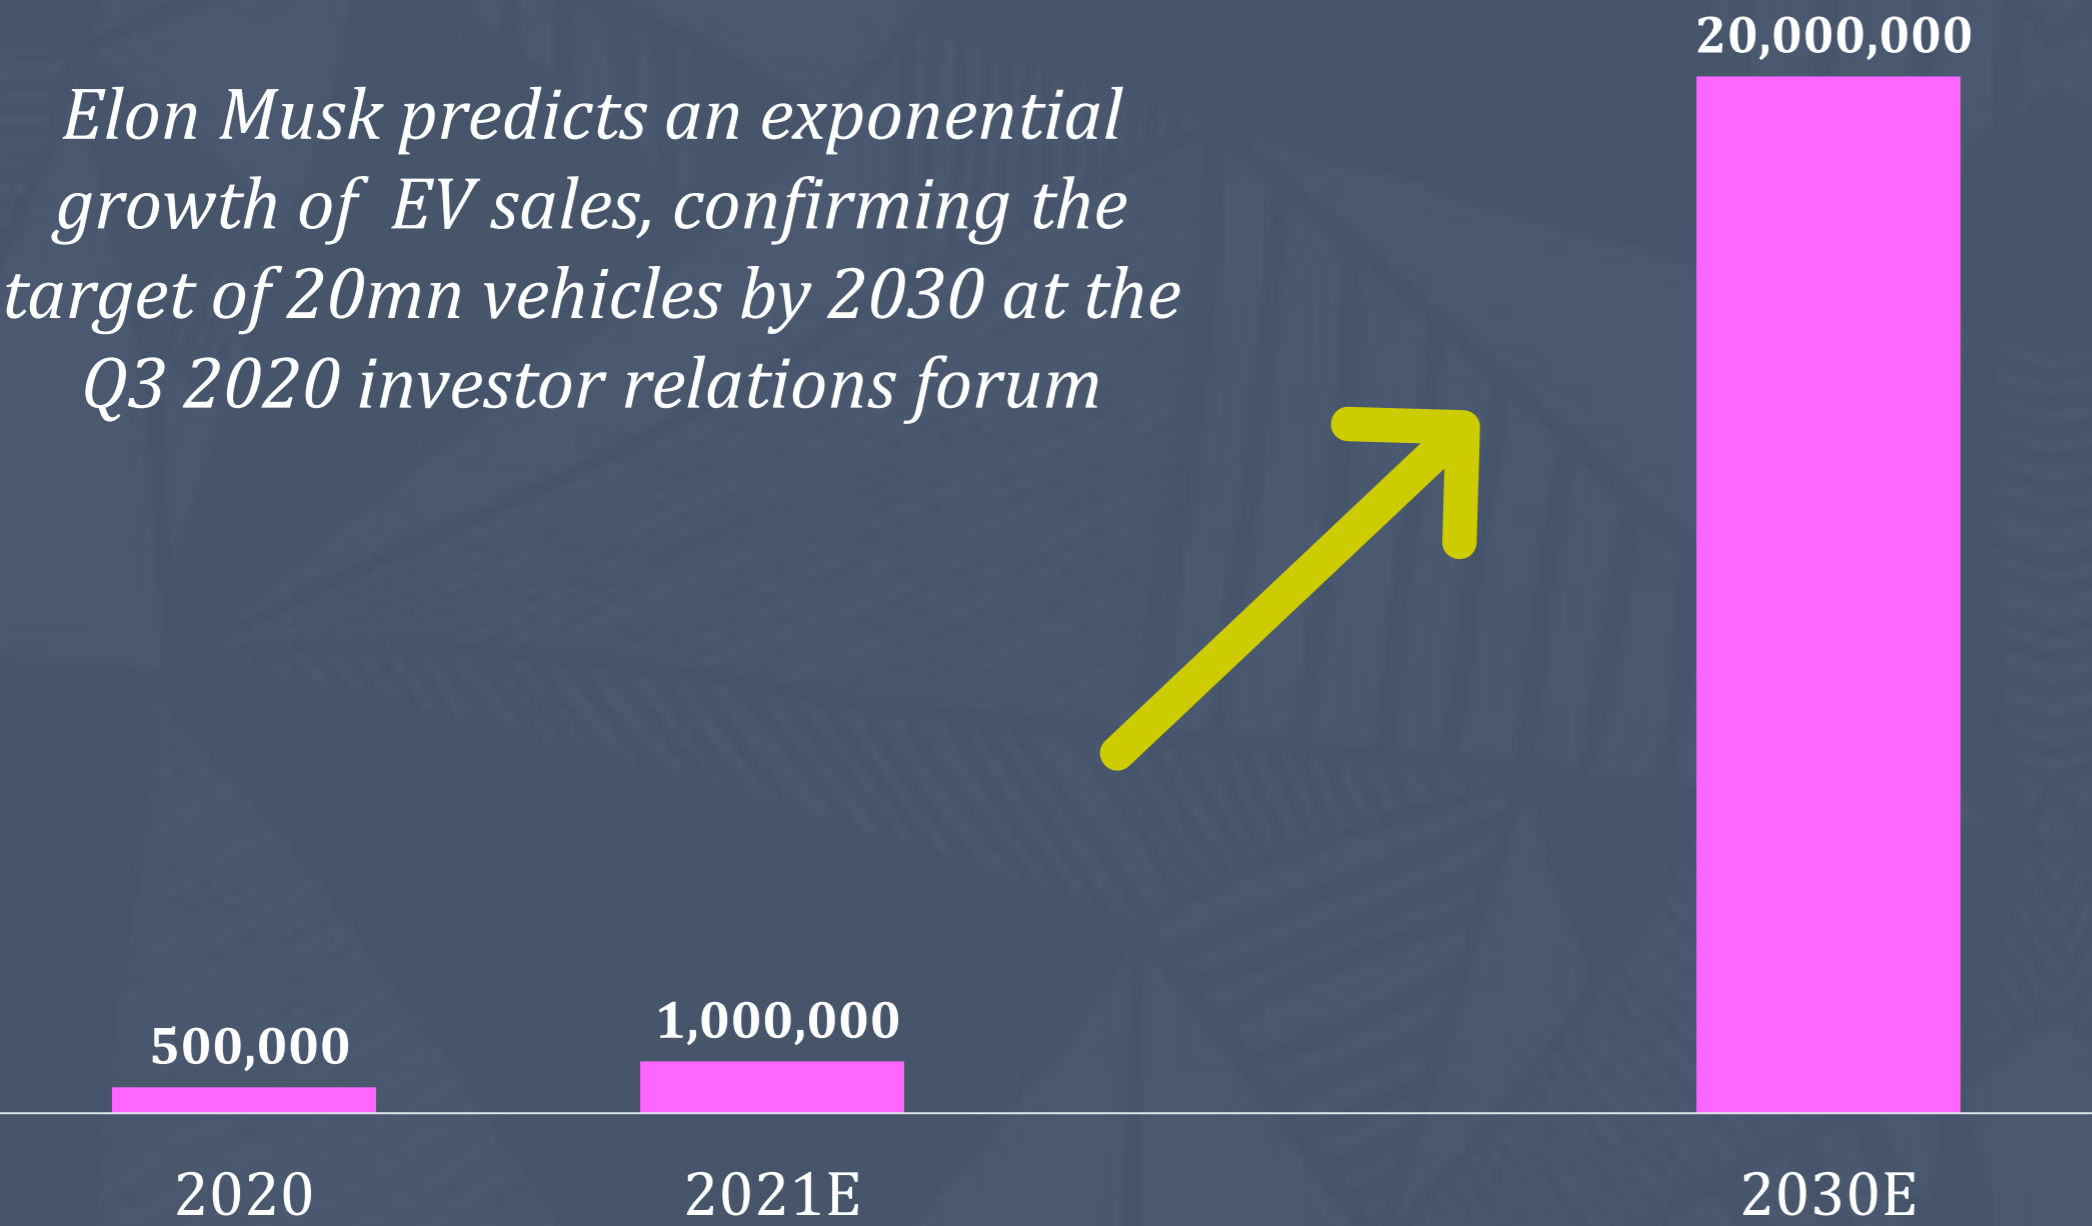 20,000,000
Elon Musk predicts an exponential
growth of EV sales, confirming the
target of 20mn vehicles by 2030 at the
Q3 2020 investor relations forum
500,000
1,000,000
2020
2021E
2030E